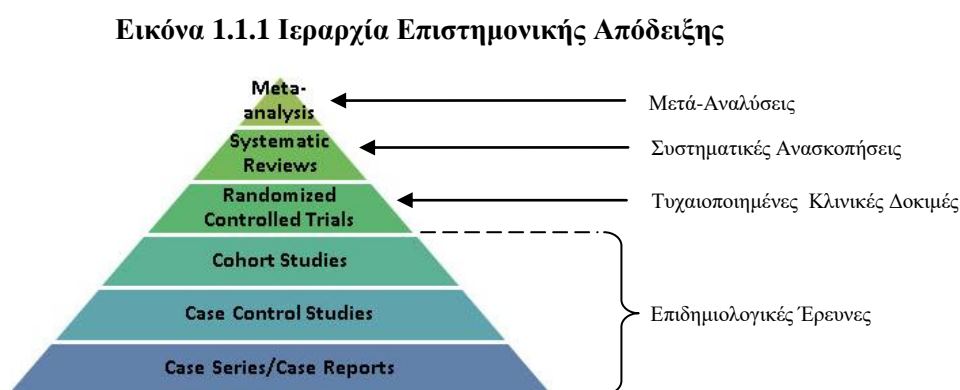 Εικόνα 1.1.1 Ιεραρχία Επιστημονικής Απόδειξης
Meta-
analysis
Μετά-Αναλύσεις
Systematic
Reviews
Συστηματικές Ανασκοπήσεις
Randomized
Controlled Trials
Τυχαιοποιημένες Κλινικές Δοκιμές
Cohort Studies
Case Control Studies
Επιδημιολογικές Έρευνες
Case Series/Case Reports